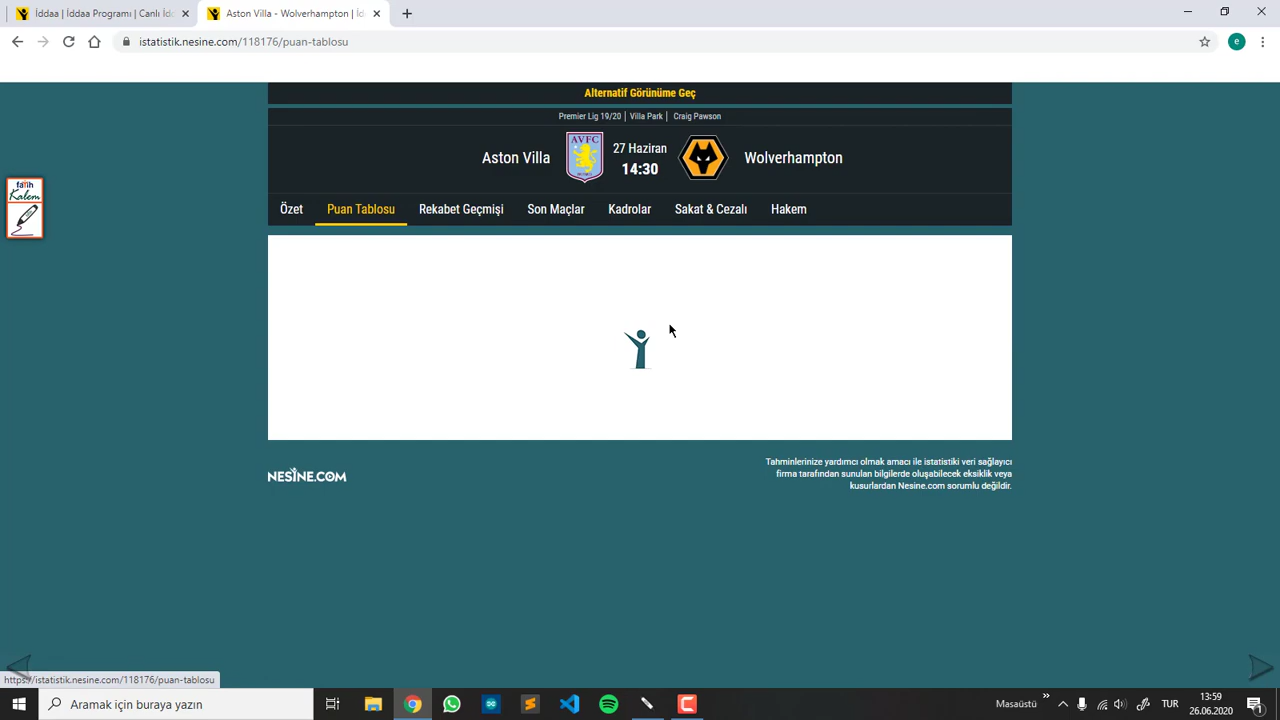 İddaa | İddaa Programı | Canlı İdc
Aston Villa - Wolverhampton | İd
istatistik.nesine.com/118176/puan-tablosu
e
Alternatif Görünüme Geç
Premier Lig 19/20 | Villa Park | Craig Pawson
Aston Villa
AVFC
27 Haziran
14:30
Wolverhampton
fatih
Kalem
Özet
Puan Tablosu
Rekabet Geçmişi
Son Maçlar
Kadrolar
Sakat & Cezalı
Hakem
NESİNE.COM
Tahminlerinize yardımcı olmak amacı ile istatistiki veri sağlayıcı
firma tarafından sunulan bilgilerde oluşabilecek eksiklik veya
kusurlardan Nesine.com sorumlu değildir.
https://istatistik.nesine.com/118176/puan-tablosu
Aramak için buraya yazın
Masaüstü
TUR
13:59
26.06.2020